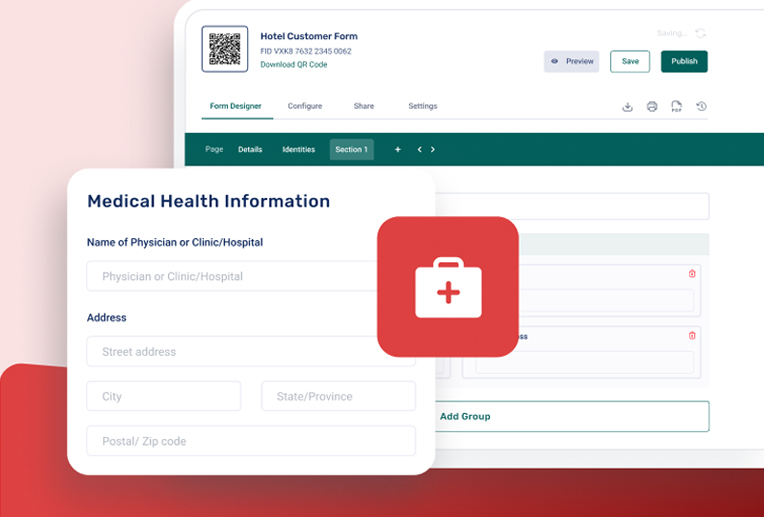 Saving...
Hotel Customer Form
FID VXK8 7632 2345 0062
Download QR Code
Preview
Save
Publish
Form Designer
Configure
Share
Settings
PDF
Page
Details
Identities
Section 1
+
Medical Health Information
Name of Physician or Clinic/Hospital
Physician or Clinic/Hospital
Address
Street address
City
State/Province
Postal/ Zip code
Add Group